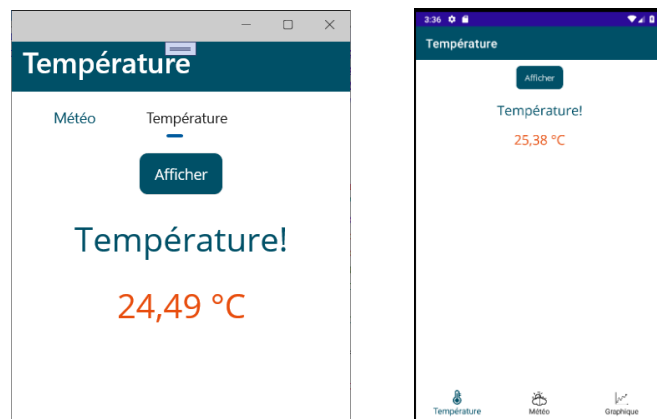 Température
Météo Température
Afficher
Température!
24,49 °C
3:36
Température
Afficher
Température!
25,38 °C
Température Météo Graphique